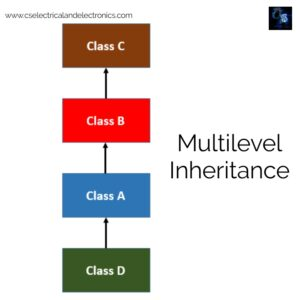 www.cselectricalandelectronics.com
Class C
Class B
Multilevel
Inheritance
Class A
Class D